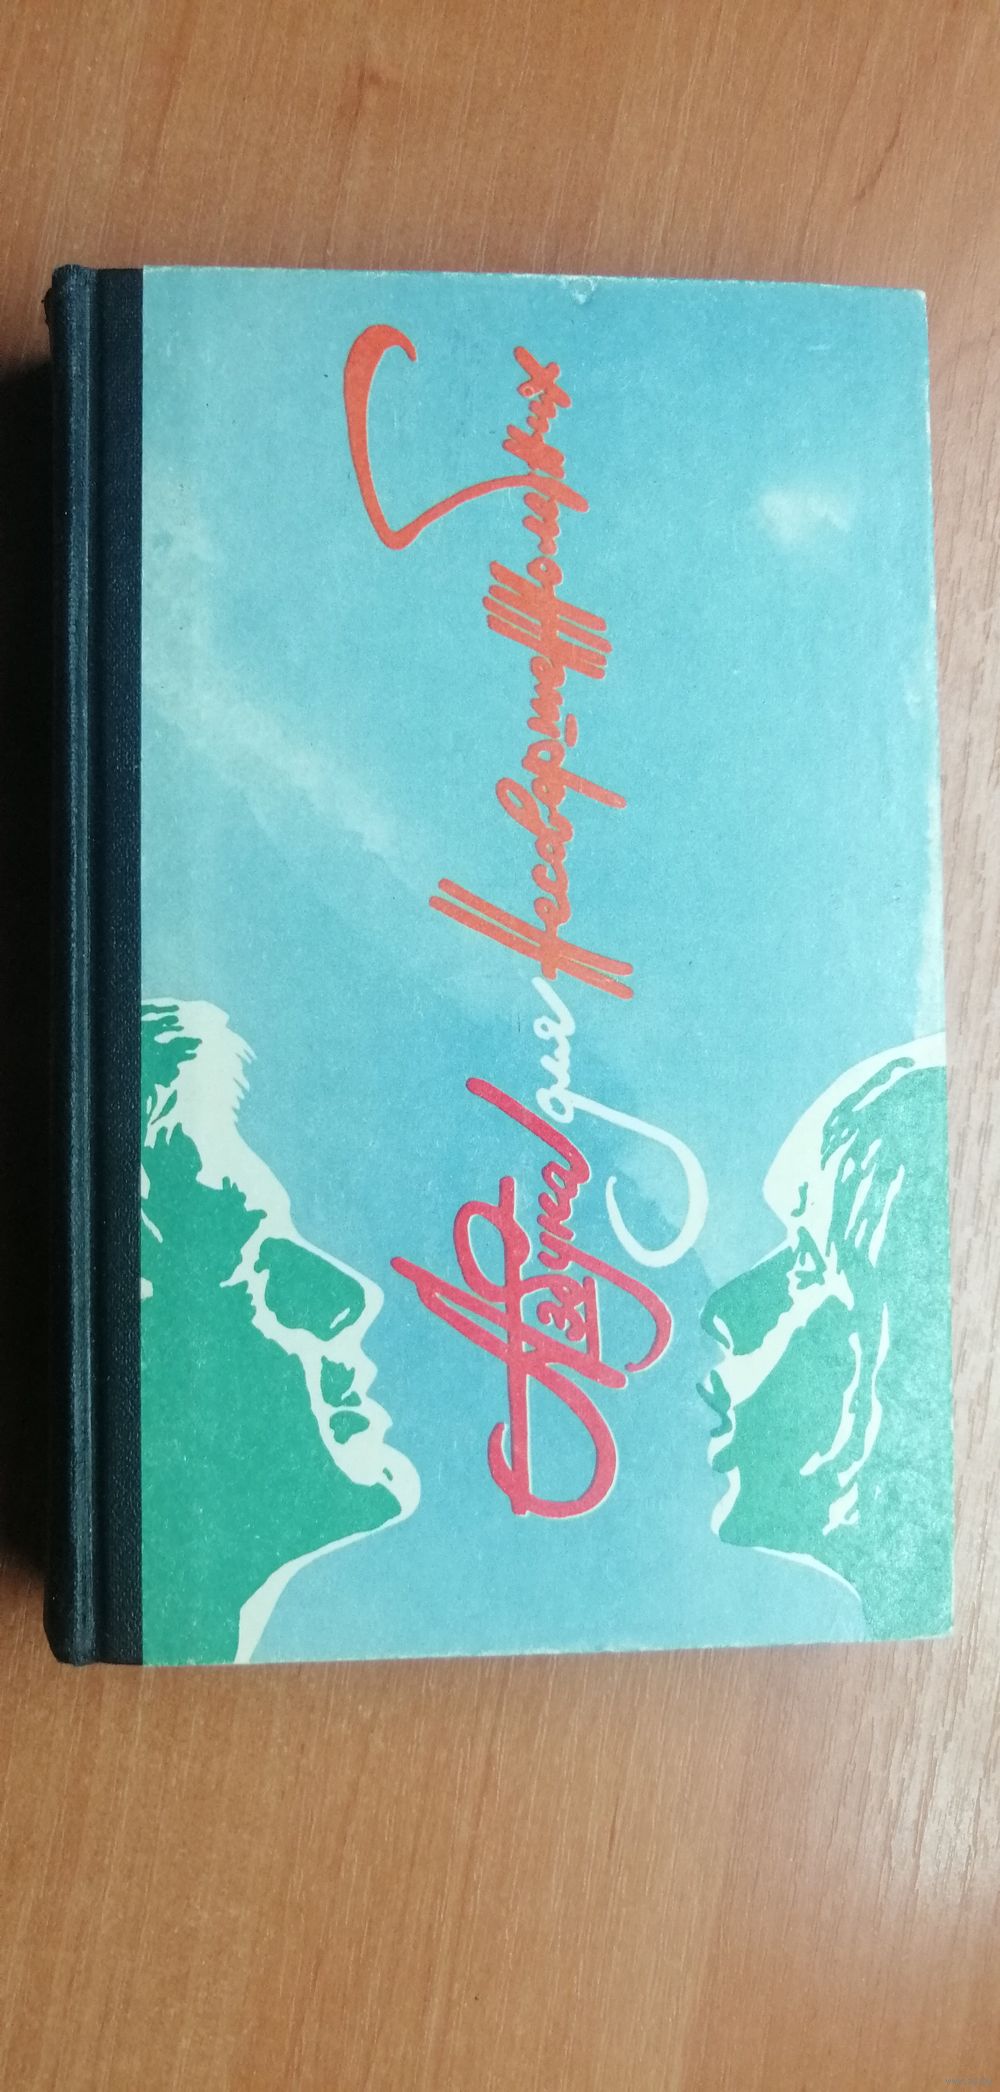 Азбука для Несовершеннолетних